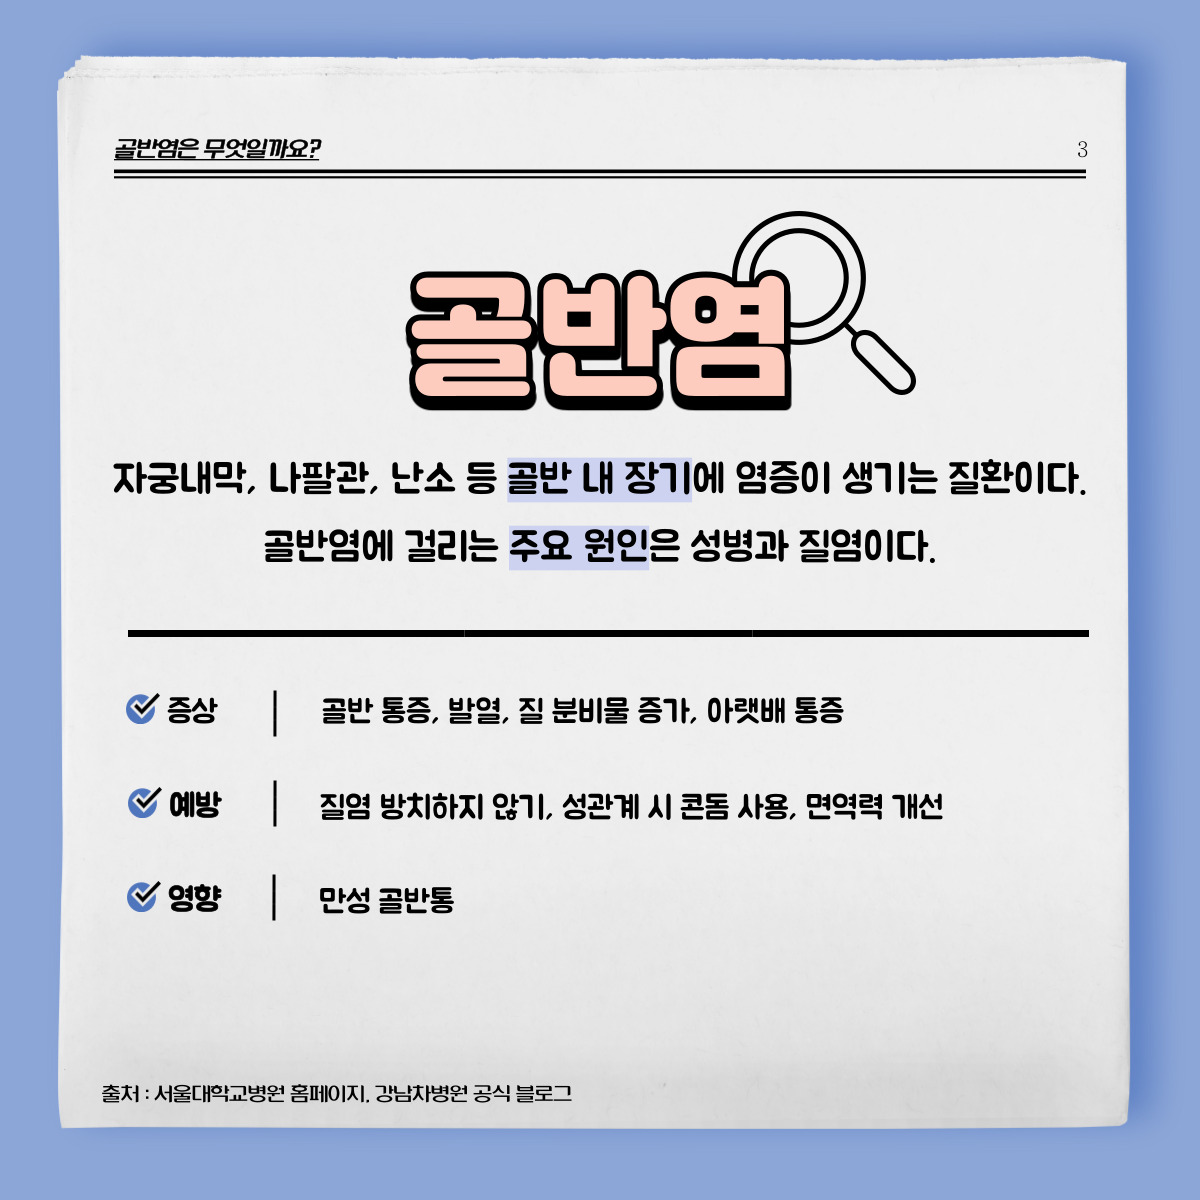 골반염은 무엇일까요?
3
골반염
자궁내막, 나팔관, 난소 등 골반 내 장기에 염증이 생기는 질환이다.
골반염에 걸리는 주요 원인은 성병과 질염이다.
증상 | 골반 통증, 발열, 질 분비물 증가, 아랫배 통증
예방 | 질염 방치하지 않기, 성관계 시 콘돔 사용, 면역력 개선
영향 | 만성 골반통
출처 : 서울대학교병원 홈페이지, 강남차병원 공식 블로그